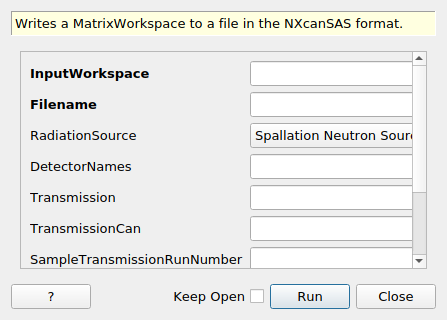 Writes a MatrixWorkspace to a file in the NXcanSAS format.
InputWorkspace
Filename
RadiationSource Spallation Neutron Sour
DetectorNames
Transmission
TransmissionCan
SampleTransmissionRunNumber
? Keep Open Run Close